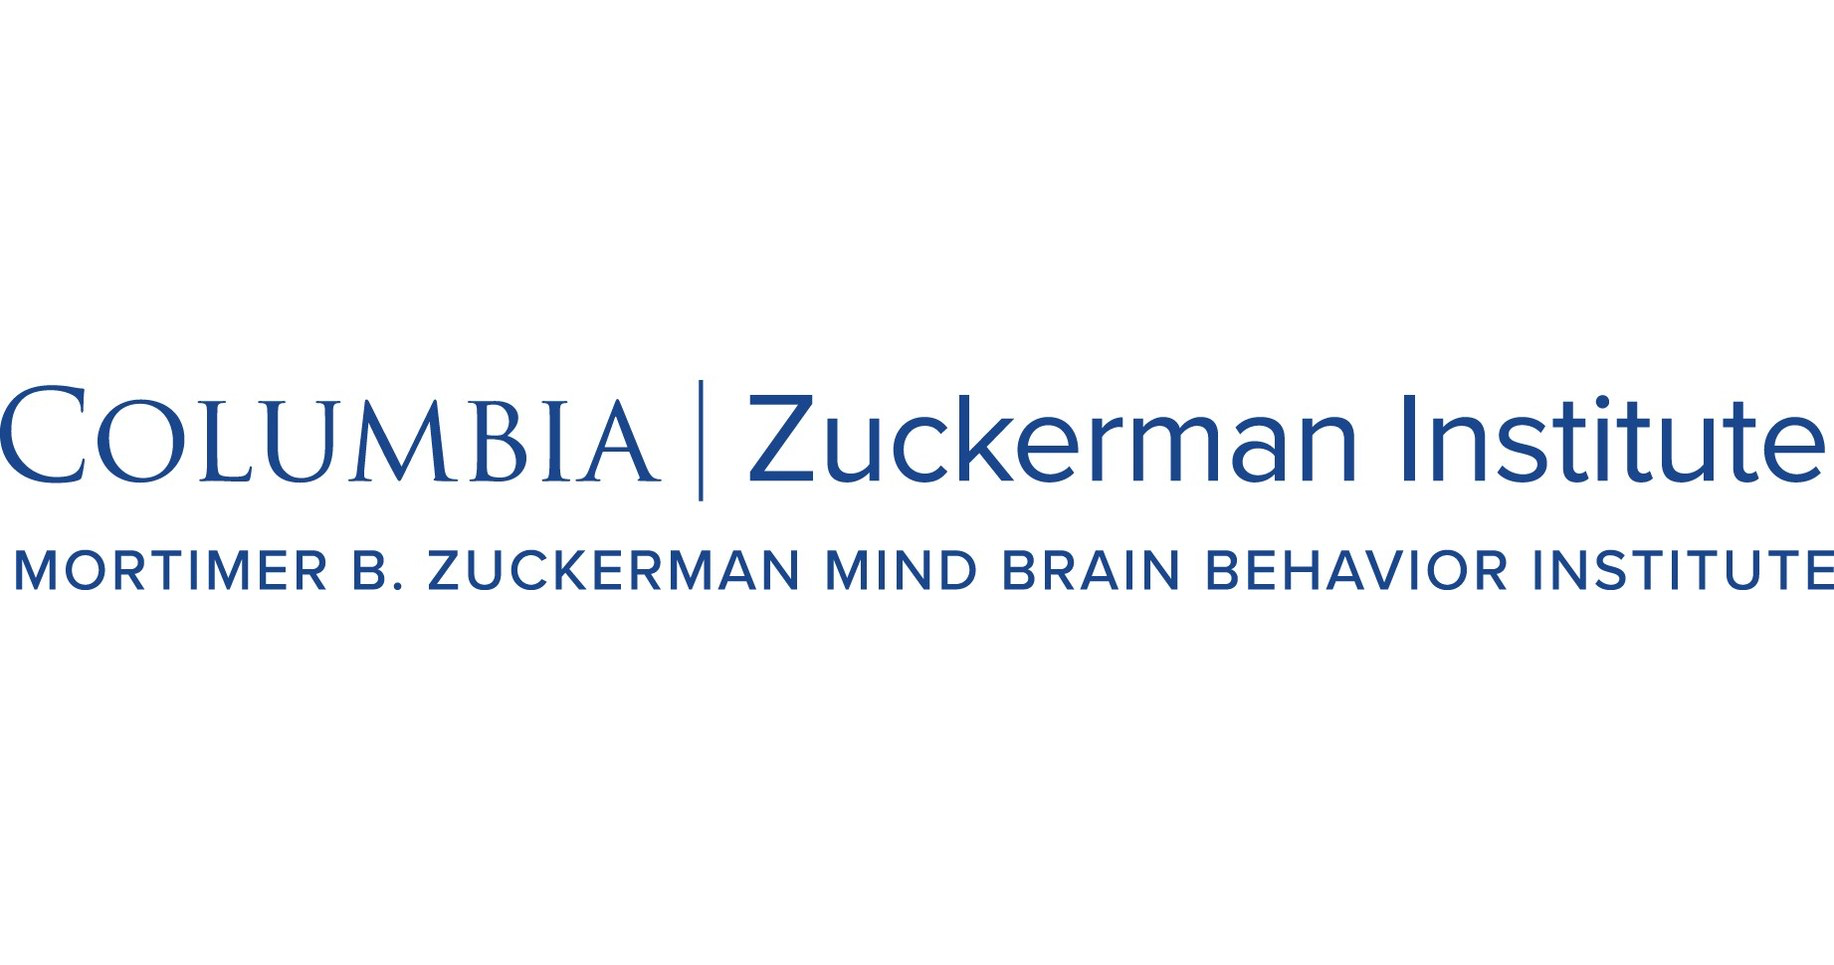 COLUMBIA | Zuckerman Institute
MORTIMER B. ZUCKERMAN MIND BRAIN BEHAVIOR INSTITUTE